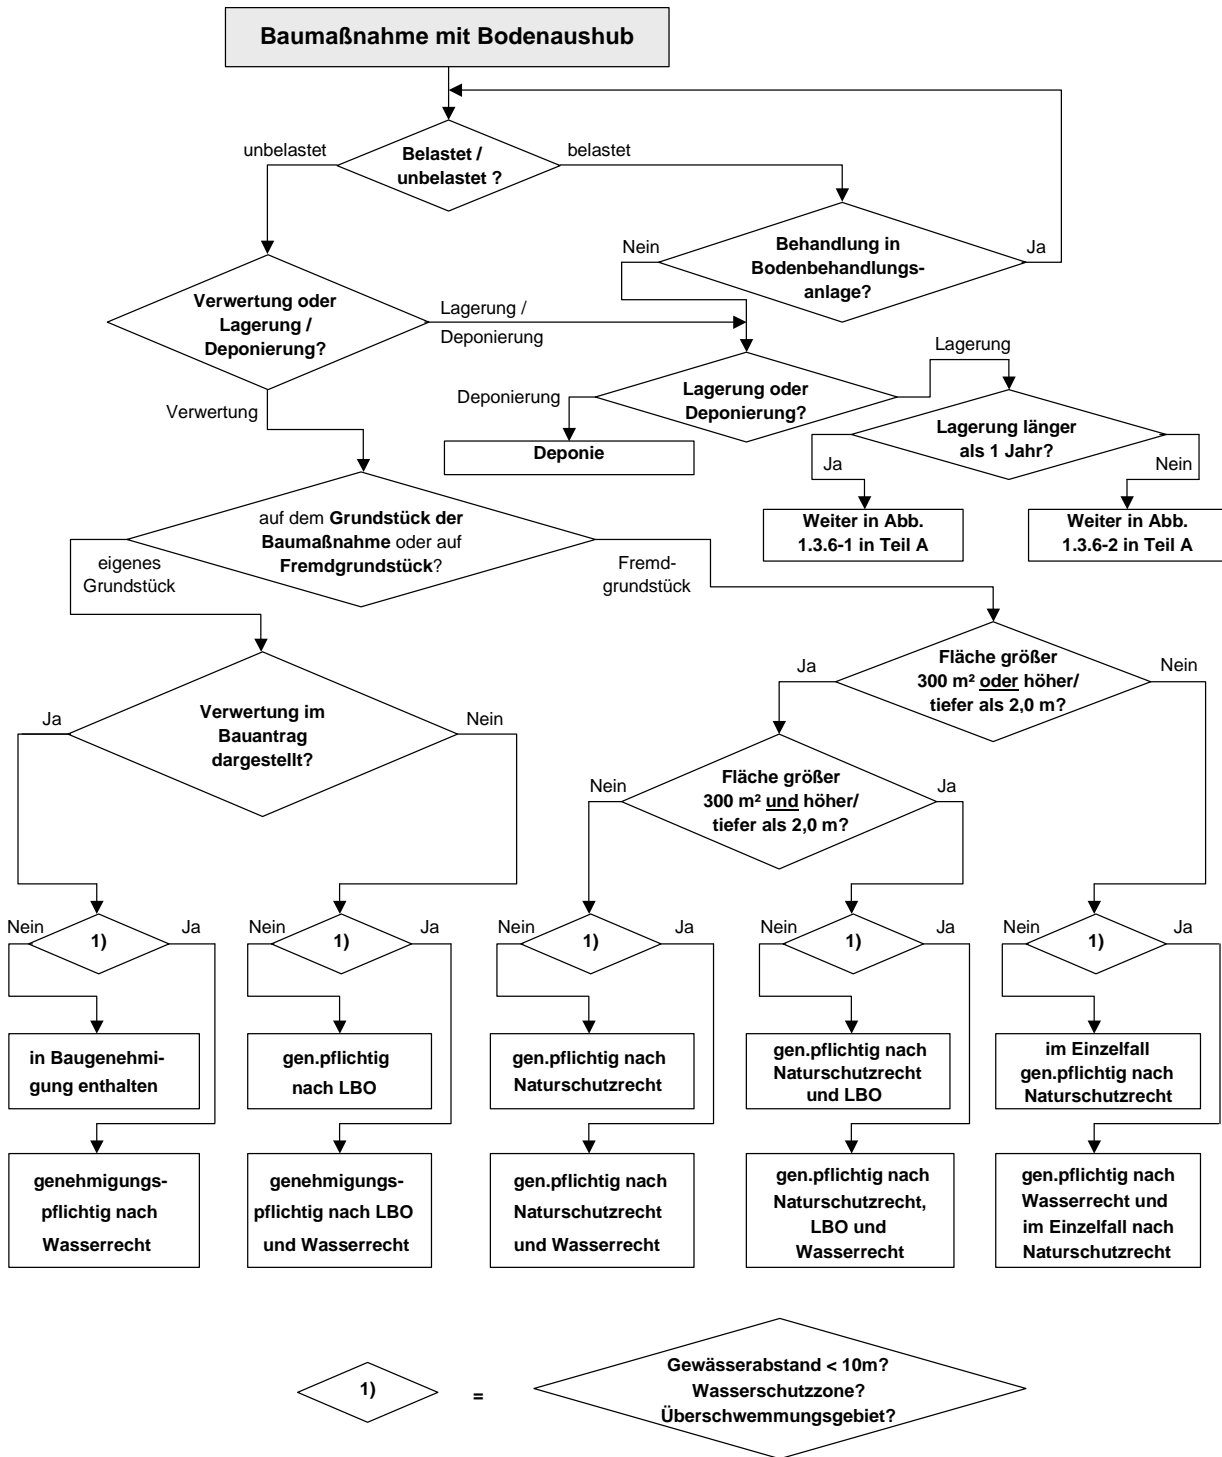 Baumaßnahme mit Bodenaushub
unbelastet
Belastet /
unbelastet ?
belastet
Nein
Behandlung in
Bodenbehandlungs-
anlage?
Ja
Verwertung oder
Lagerung /
Deponierung?
Lagerung /
Deponierung
Verwertung
Deponierung
Lagerung oder
Deponierung?
Lagerung
Deponie
Lagerung länger
als 1 Jahr?
Ja
Nein
Weiter in Abb.
1.3.6-1 in Teil A
Weiter in Abb.
1.3.6-2 in Teil A
auf dem Grundstück der
Baumaßnahme oder auf
Fremdgrundstück?
eigenes
Grundstück
Fremd-
grundstück
Ja
Fläche größer
300 m² oder höher/
tiefer als 2,0 m?
Nein
Ja
Verwertung im
Bauantrag
dargestellt?
Nein
Nein
Fläche größer
300 m² und höher/
tiefer als 2,0 m?
Ja
Nein
1)
Ja
Nein
1)
Ja
Nein
1)
Ja
Nein
1)
Ja
Nein
1)
Ja
in Baugenehmi-
gung enthalten
gen.pflichtig
nach LBO
gen.pflichtig nach
Naturschutzrecht
gen.pflichtig nach
Naturschutzrecht
und LBO
im Einzelfall
gen.pflichtig nach
Naturschutzrecht
genehmigungs-
pflichtig nach
Wasserrecht
genehmigungs-
pflichtig nach LBO
und Wasserrecht
gen.pflichtig nach
Naturschutzrecht
und Wasserrecht
gen.pflichtig nach
Naturschutzrecht,
LBO und
Wasserrecht
gen.pflichtig nach
Wasserrecht und
im Einzelfall nach
Naturschutzrecht
1)
=
Gewässerabstand < 10m?
Wasserschutzzone?
Überschwemmungsgebiet?